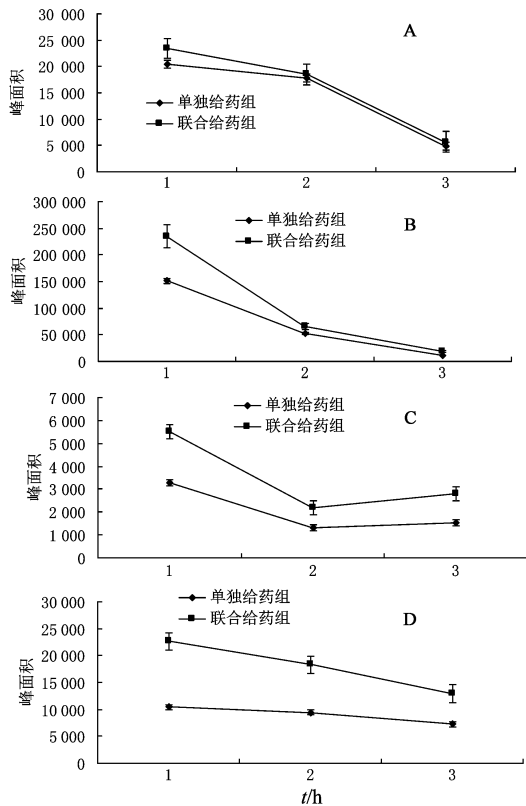 30 000
A
25 000
20 000
15 000
10 000
5 000
0
峰面积
单独给药组
联合给药组
1 2 3
300 000
B
250 000
200 000
150 000
100 000
50 000
0
峰面积
单独给药组
联合给药组
1 2 3
7 000
C
6 000
5 000
4 000
3 000
2 000
1 000
0
峰面积
单独给药组
联合给药组
1 2 3
30 000
D
25 000
20 000
15 000
10 000
5 000
0
峰面积
单独给药组
联合给药组
1 2 3
t/h